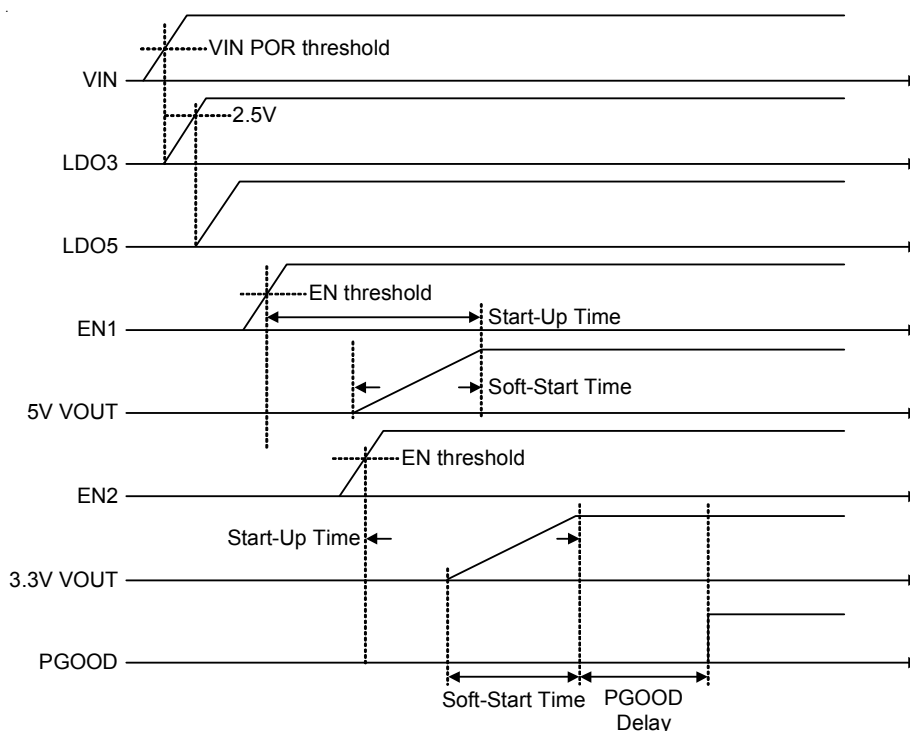 VIN POR threshold
VIN
2.5V
LDO3
LDO5
EN threshold
Start-Up Time
EN1
Soft-Start Time
5V VOUT
EN threshold
EN2
Start-Up Time
3.3V VOUT
PGOOD
Soft-Start Time
PGOOD
Delay